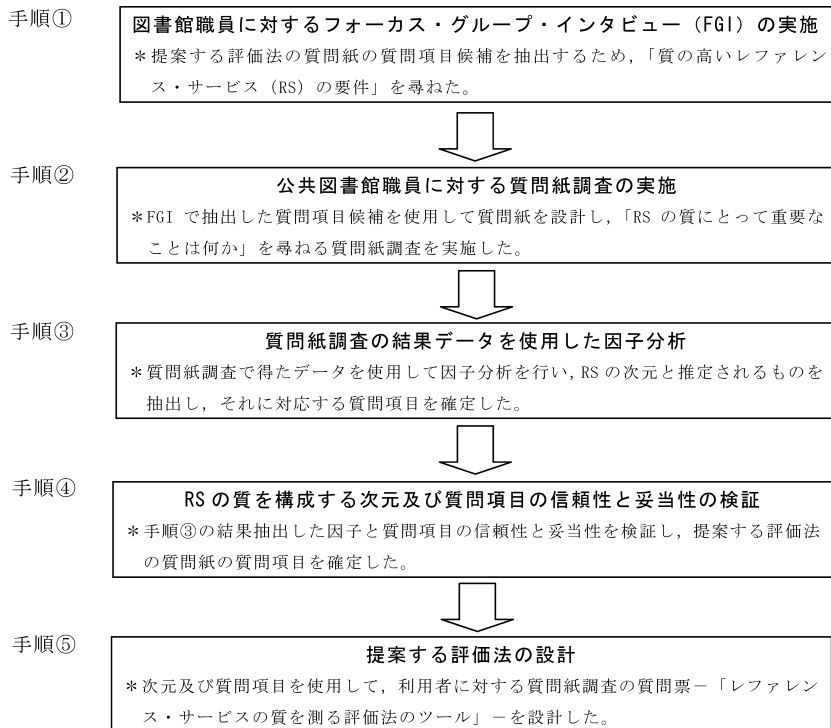 手順①
図書館職員に対するフォーカス・グループ・インタビュー（FGI）の実施
＊提案する評価法の質問紙の質問項目候補を抽出するため，「質の高いレファレン
ス・サービス（RS）の要件」を尋ねた。
手順②
公共図書館職員に対する質問紙調査の実施
＊FGI で抽出した質問項目候補を使用して質問紙を設計し，「RS の質にとって重要な
ことは何か」を尋ねる質問紙調査を実施した。
手順③
質問紙調査の結果データを使用した因子分析
＊質問紙調査で得たデータを使用して因子分析を行い，RS の次元と推定されるものを
抽出し，それに対応する質問項目を確定した。
手順④
RS の質を構成する次元及び質問項目の信頼性と妥当性の検証
＊手順③の結果抽出した因子と質問項目の信頼性と妥当性を検証し，提案する評価法
の質問紙の質問項目を確定した。
手順⑤
提案する評価法の設計
＊次元及び質問項目を使用して，利用者に対する質問紙調査の質問票－「レファレン
ス・サービスの質を測る評価法のツール」－を設計した。